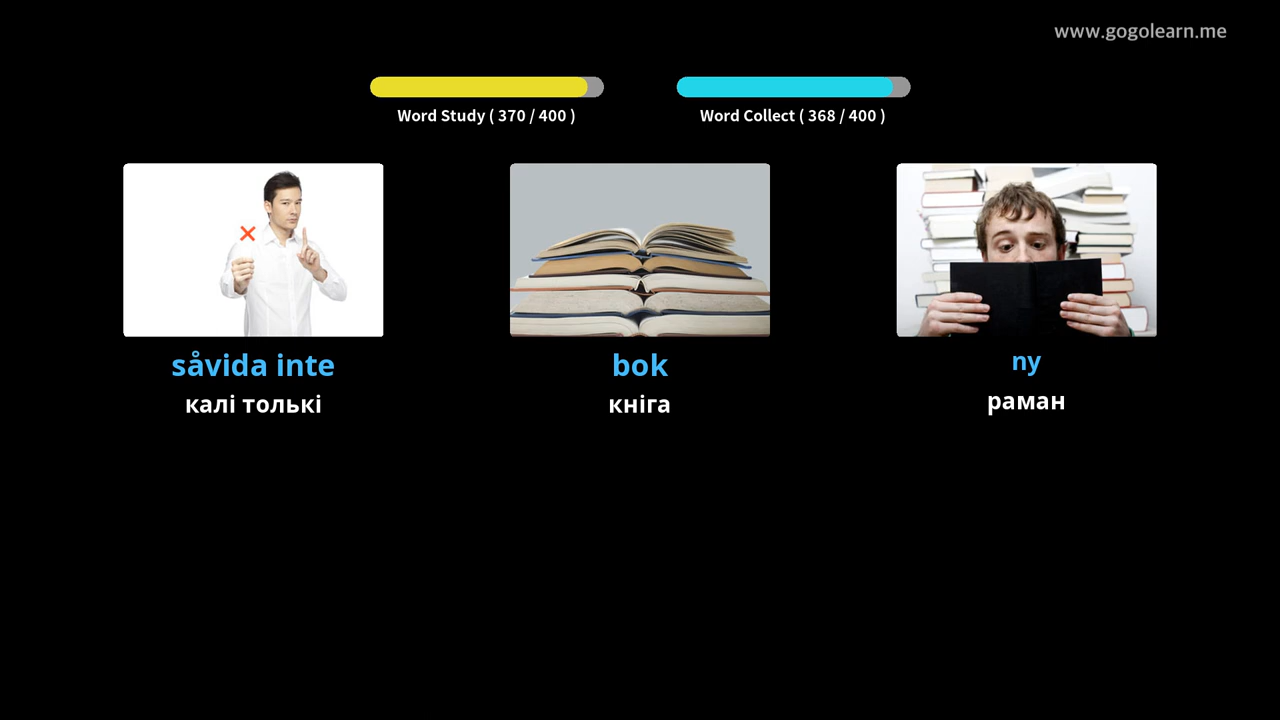 www.gogolearn.me
Word Study ( 370 / 400 )
Word Collect ( 368 / 400 )
såvida inte
калі толькі
bok
кніга
ny
раман